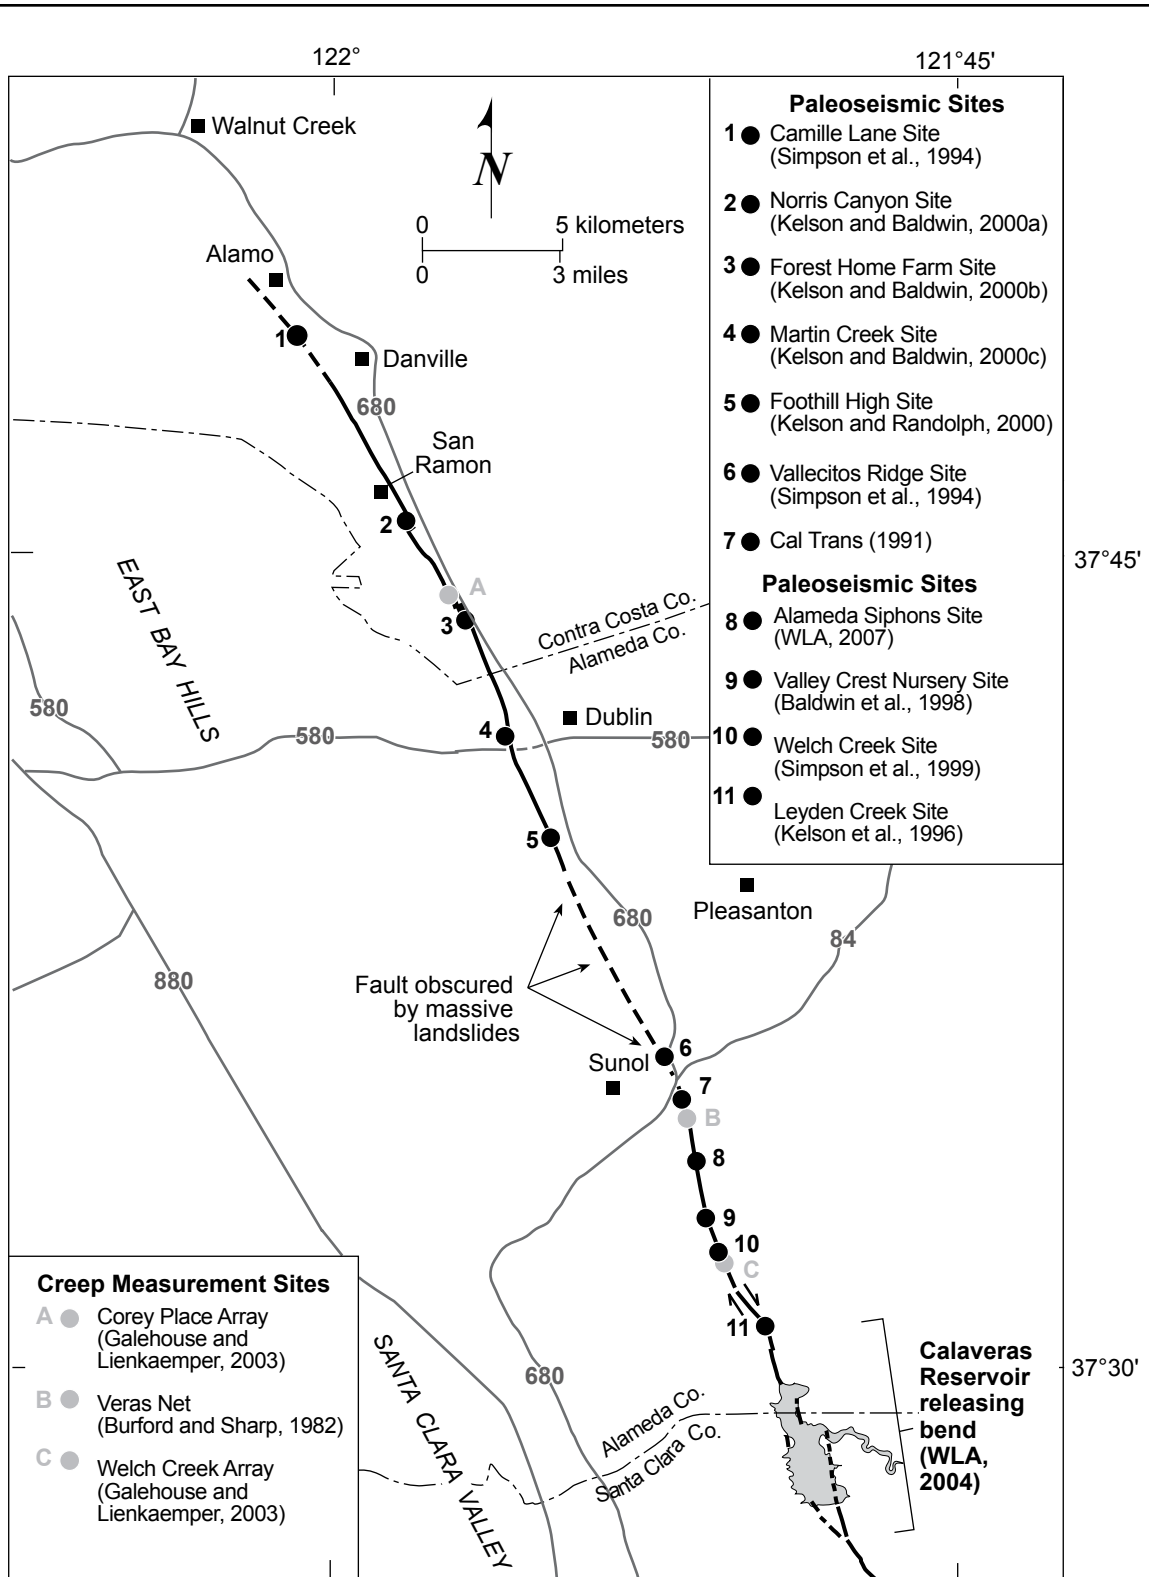 122°
121°45'
Walnut Creek
N
0
5 kilometers
0
3 miles
Alamo
1
Danville
680
San
Ramon
2
A
3
Contra Costa Co.
Alameda Co.
EAST BAY HILLS
580
580
4
Dublin
580
5
Pleasanton
680
84
880
Fault obscured
by massive
landslides
Sunol
6
7
B
8
9
10
C
11
680
SANTA CLARA VALLEY
Alameda Co.
Santa Clara Co.
Calaveras
Reservoir
releasing
bend
(WLA,
2004)
37°45'
37°30'
Paleoseismic Sites
1 Camille Lane Site
(Simpson et al., 1994)
2 Norris Canyon Site
(Kelson and Baldwin, 2000a)
3 Forest Home Farm Site
(Kelson and Baldwin, 2000b)
4 Martin Creek Site
(Kelson and Baldwin, 2000c)
5 Foothill High Site
(Kelson and Randolph, 2000)
6 Vallecitos Ridge Site
(Simpson et al., 1994)
7 Cal Trans (1991)
Paleoseismic Sites
8 Alameda Siphons Site
(WLA, 2007)
9 Valley Crest Nursery Site
(Baldwin et al., 1998)
10 Welch Creek Site
(Simpson et al., 1999)
11 Leyden Creek Site
(Kelson et al., 1996)
Creep Measurement Sites
A Corey Place Array
(Galehouse and
Lienkaemper, 2003)
B Veras Net
(Burford and Sharp, 1982)
C Welch Creek Array
(Galehouse and
Lienkaemper, 2003)